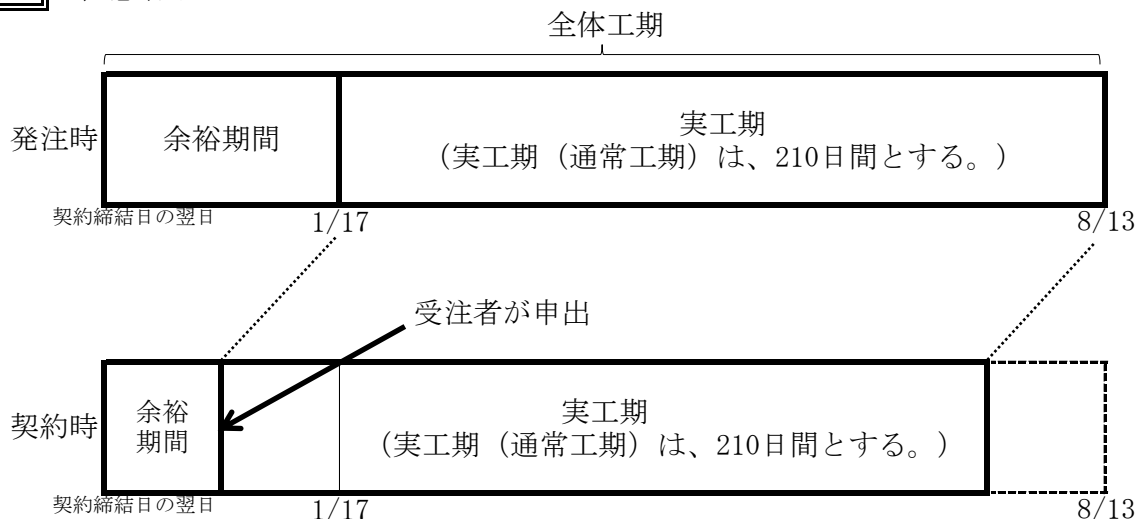 全体工期
発注時
余裕期間
実工期
（実工期（通常工期）は、210日間とする。）
契約締結日の翌日
1/17
8/13
受注者が申出
契約時
余裕
期間
実工期
（実工期（通常工期）は、210日間とする。）
契約締結日の翌日
1/17
8/13